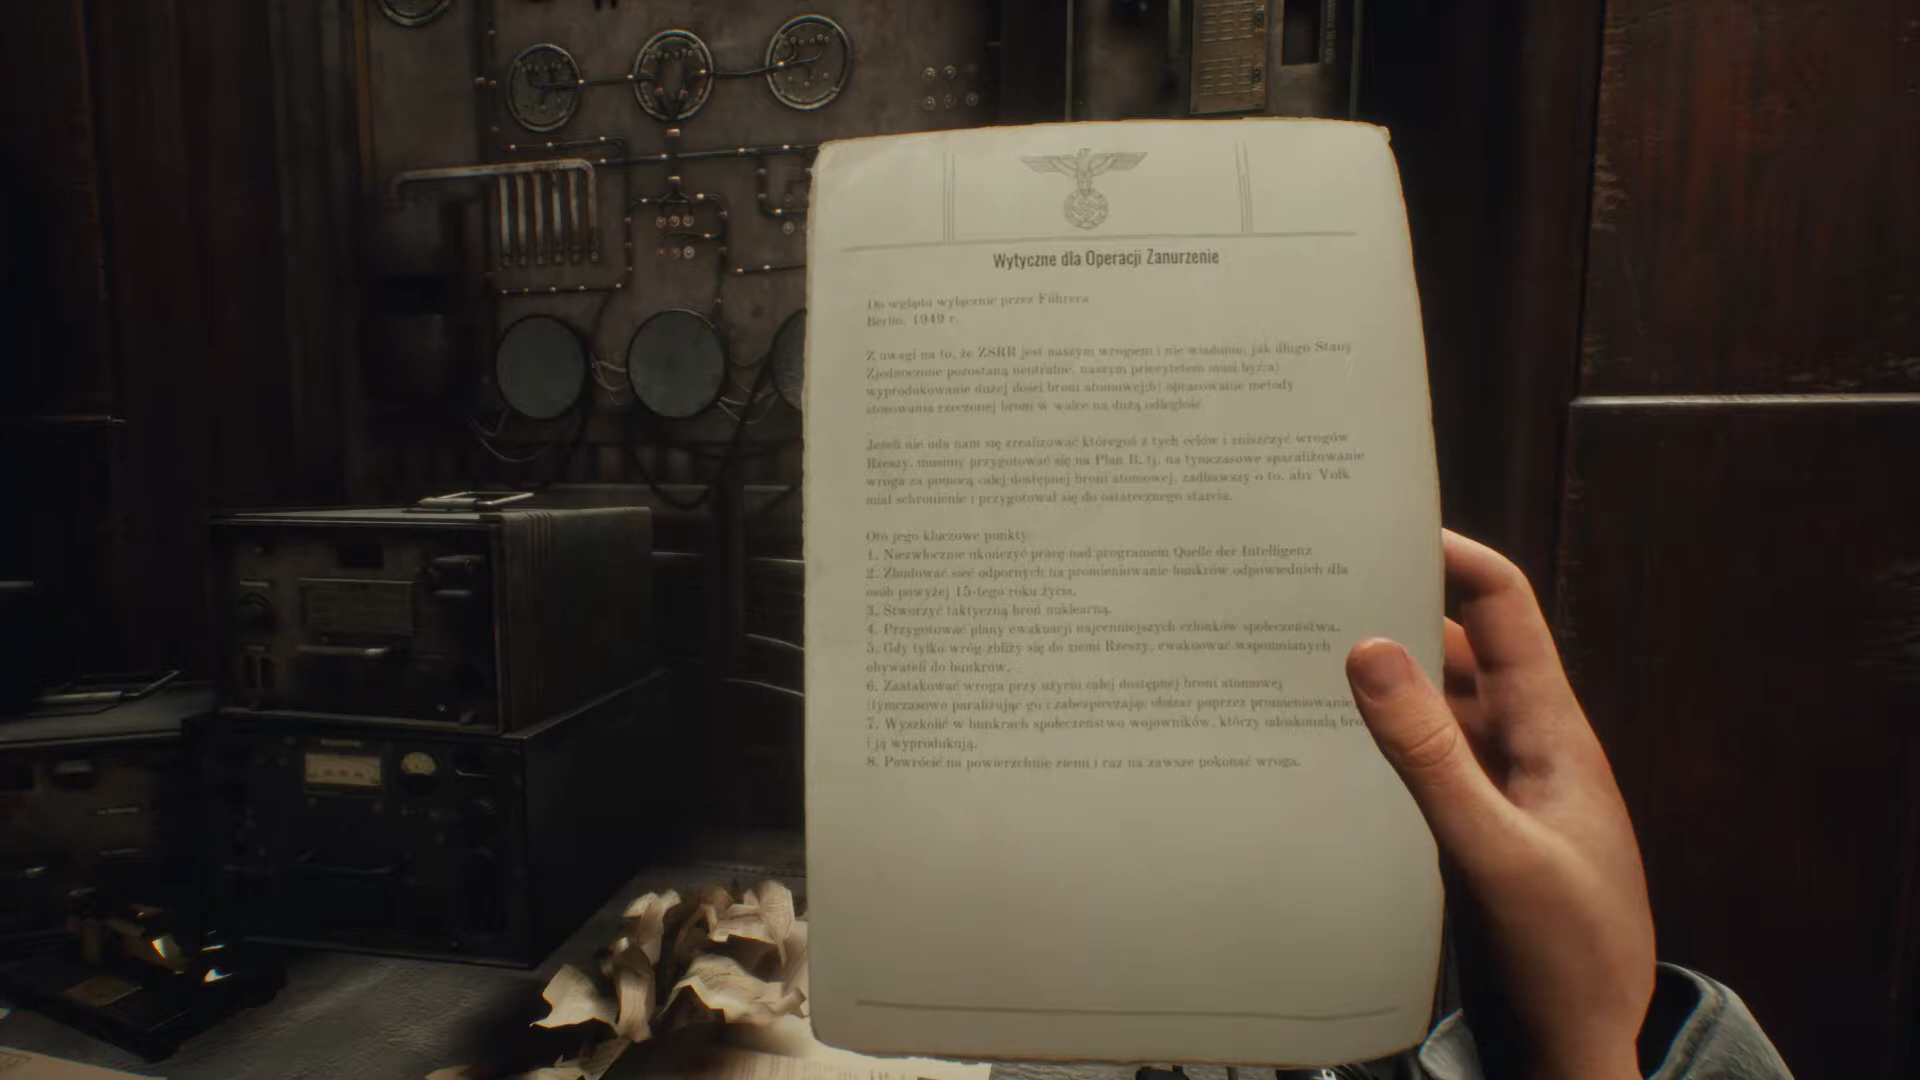 Wytyczne dla Operacji Zanurzenie
Do wglądu wyłącznie przez Führera
Berlin, 1949 r.
Z uwagi na to, że ZSRR jest naszym wrogiem i nie wiadomo, jak długo Stany
Zjednoczone pozostaną neutralne, naszym priorytetem musi być:a)
wyprodukowanie dużej ilości broni atomowej;b) opracowanie metody
stosowania rzeczonej broni w walce na dużą odległość
Jeżeli nie uda nam się zrealizować któregoś z tych celów i zniszczyć wrogów
Rzeszy, musimy przygotować się na Plan B, tj. na tymczasowe sparaliżowanie
wroga za pomocą całej dostępnej broni atomowej, zadbawszy o to, aby Volk
miał schronienie i przygotował się do ostatecznego starcia.
Oto jego kluczowe punkty:
1. Niezwłocznie ukończyć pracę nad programem Quelle der Intelligenz
2. Zbudować sieć odpornych na promieniowanie bunkrów odpowiednich dla
osób powyżej 15-tego roku życia.
3. Stworzyć taktyczną broń nuklearną.
4. Przygotować plany ewakuacji najcenniejszych członków społeczeństwa.
5. Gdy tylko wróg zbliży się do ziemi Rzeszy, ewakuować wspomnianych
obywateli do bunkrów.
6. Zaatakować wroga przy użyciu całej dostępnej broni atomowej
(tymczasowo paraliżując go i zabezpieczając obszar poprzez promieniowanie
7. Wyszkolić w bunkrach społeczeństwo wojowników, którzy udoskonalą bro
i ją wyprodukują.
8. Powrócić na powierzchnię ziemi i raz na zawsze pokonać wroga.